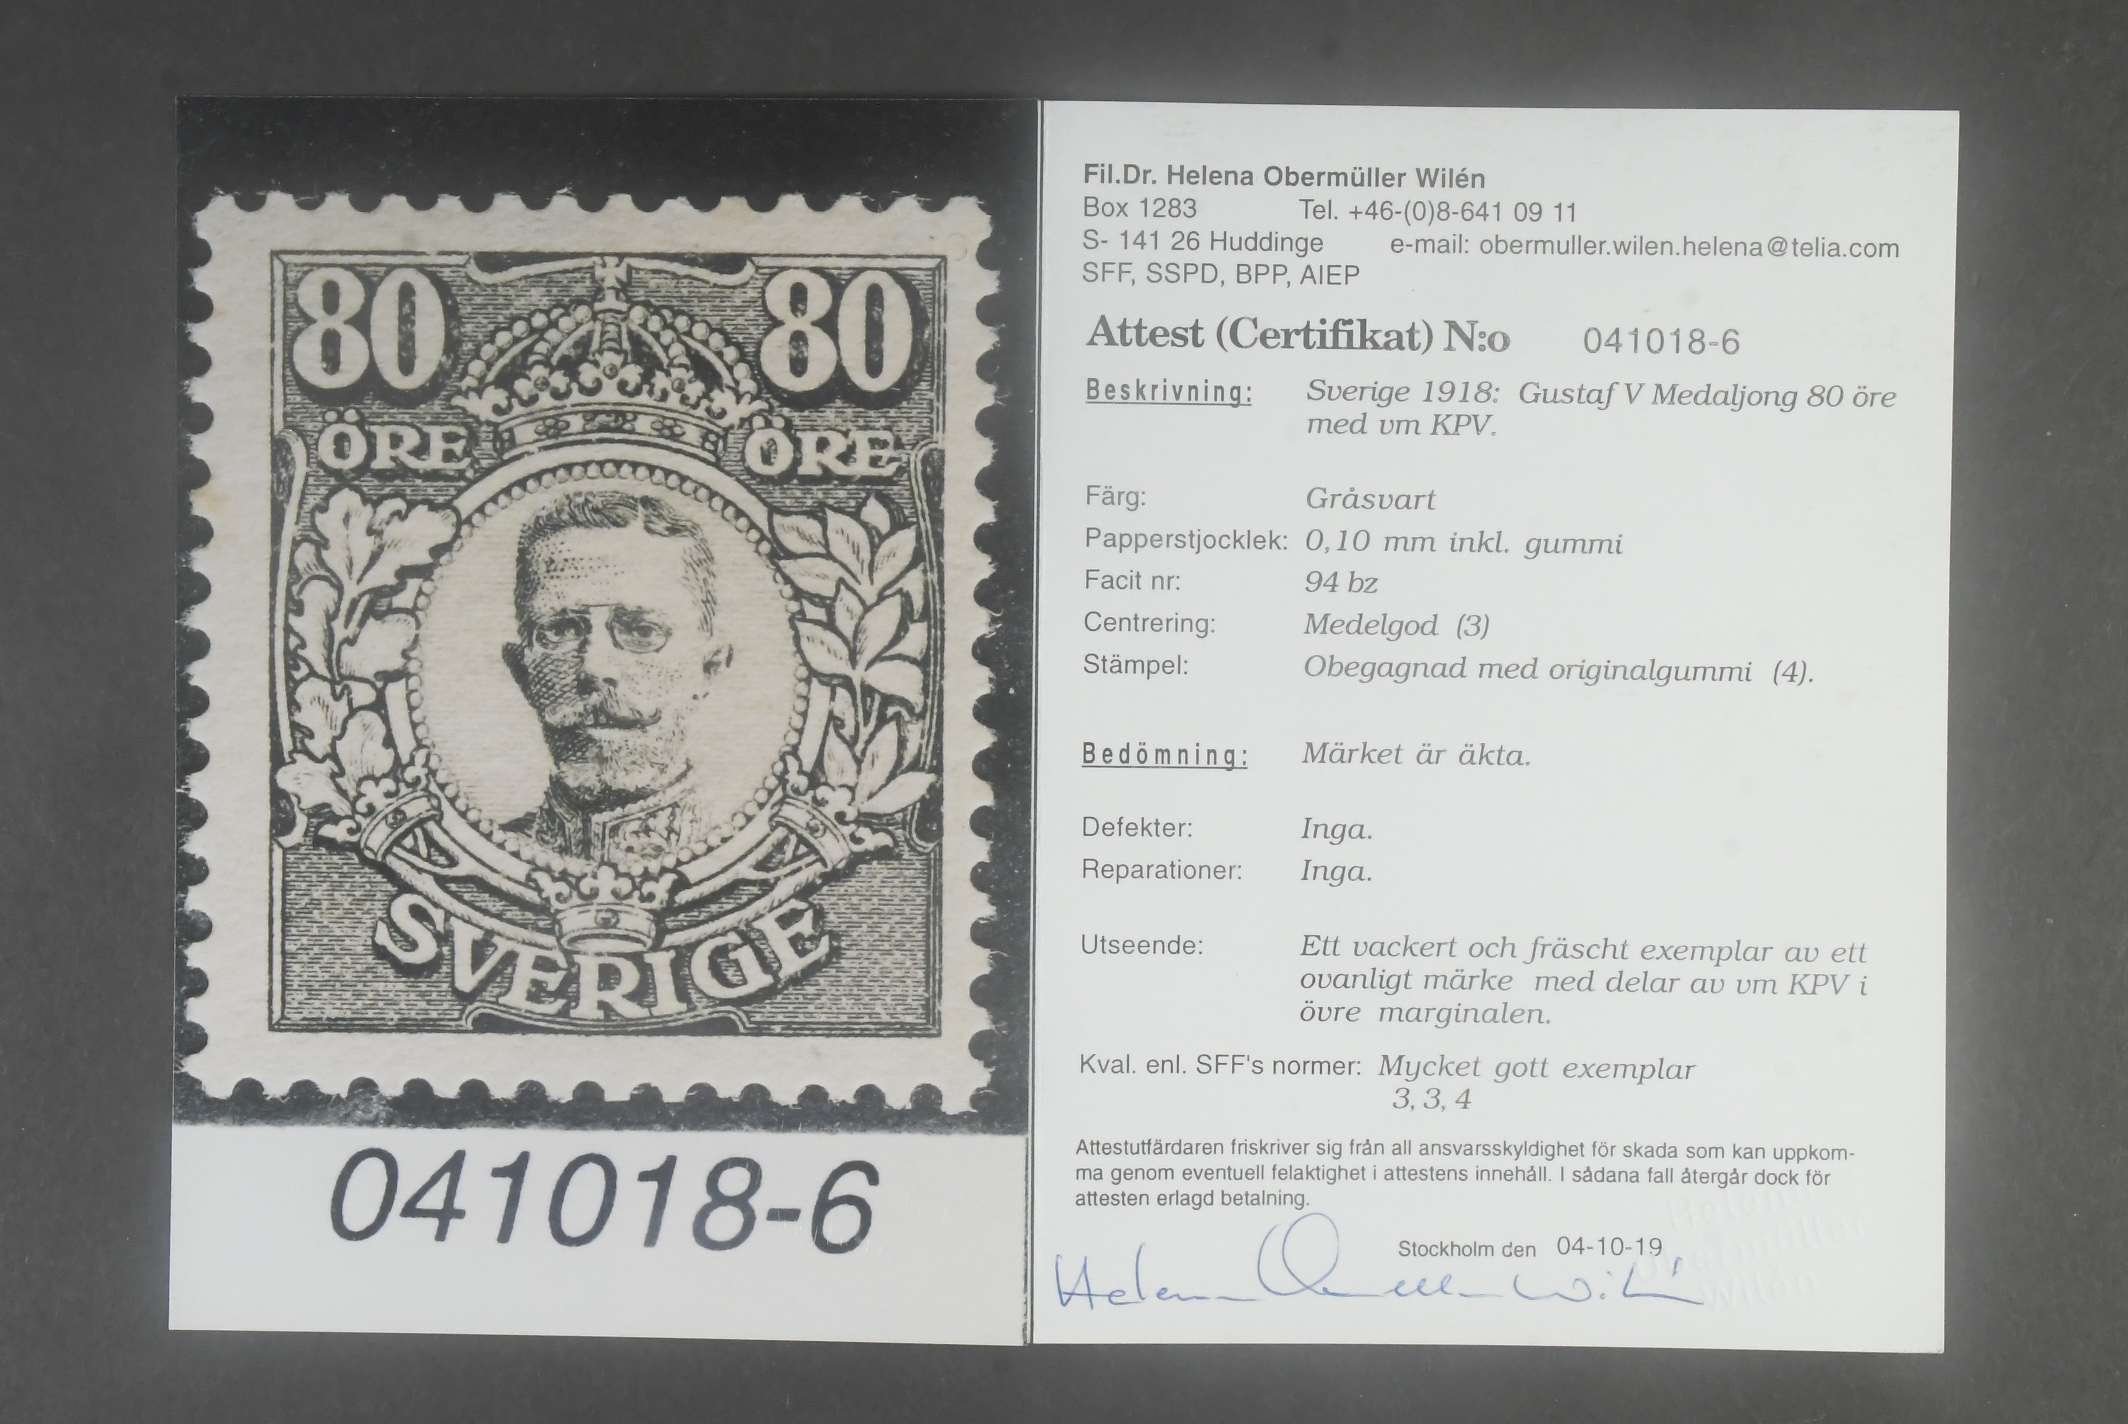 80 80
ÖRE ÖRE
SVERIGE
041018-6
Fil.Dr. Helena Obermüller Wilén
Box 1283 Tel. +46-(0)8-641 09 11
S- 141 26 Huddinge e-mail: obermuller.wilen.helena@telia.com
SFF, SSPD, BPP, AIEP
Attest (Certifikat) N:o 041018-6
Beskrivning: Sverige 1918: Gustaf V Medaljong 80 öre
med vm KPV.
Färg: Gråsvart
Papperstjocklek: 0,10 mm inkl. gummi
Facit nr: 94 bz
Centrering: Medelgod (3)
Stämpel: Obegagnad med originalgummi (4).
Bedömning: Märket är äkta.
Defekter: Inga.
Reparationer: Inga.
Utseende: Ett vackert och fräscht exemplar av ett
ovanligt märke med delar av vm KPV i
övre marginalen.
Kval. enl. SFF's normer: Mycket gott exemplar
3, 3, 4
Attestutfärdaren friskriver sig från all ansvarsskyldighet för skada som kan uppkom-
ma genom eventuell felaktighet i attestens innehåll. I sådana fall återgår dock för
attesten erlagd betalning.
Stockholm den 04-10-19
Helena Obermüller Wilén
Helena
Obermüller
Wilén